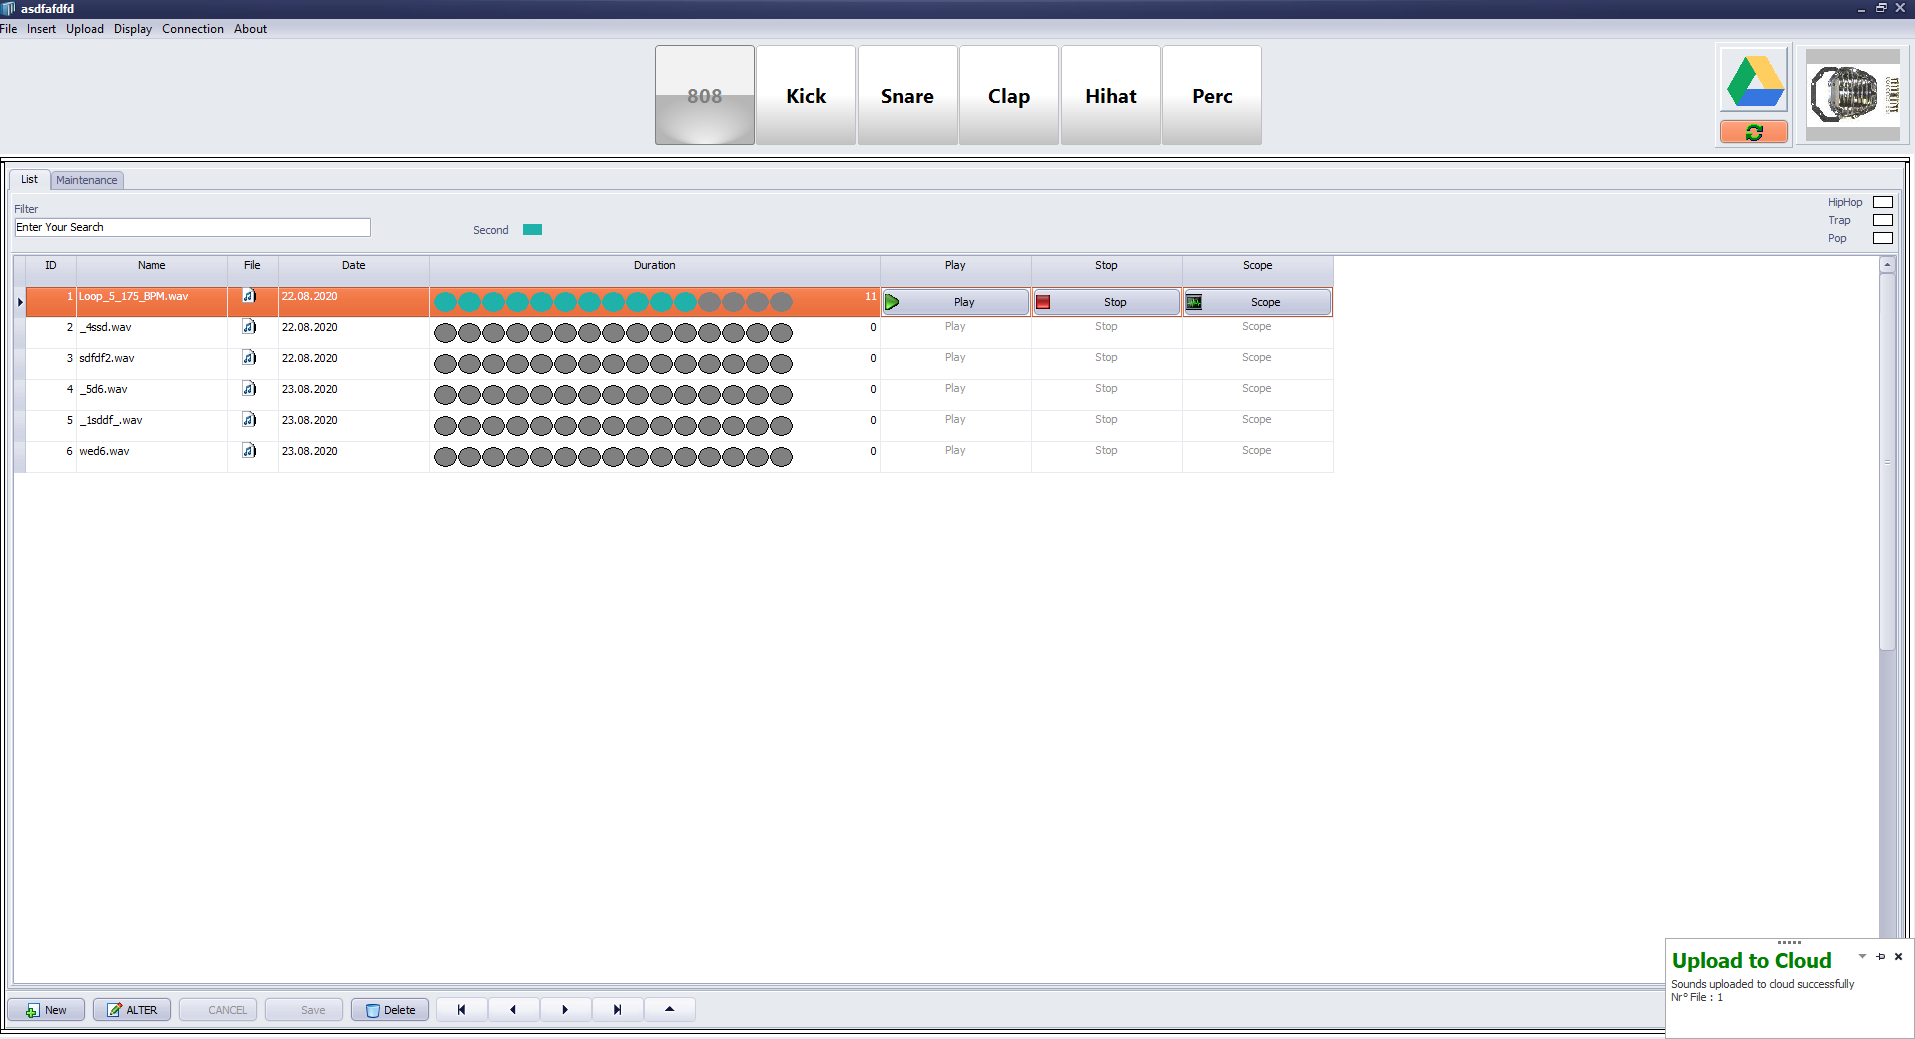 asdfafdfd
File Insert Upload Display Connection About
808 Kick Snare Clap Hihat Perc
List Maintenance
Filter
Enter Your Search
Second
HipHop
Trap
Pop
ID Name File Date Duration Play Stop Scope
1 Loop_5_175_BPM.wav 22.08.2020 11 Play Stop Scope
2 _4ssd.wav 22.08.2020 0 Play Stop Scope
3 sdfdf2.wav 22.08.2020 0 Play Stop Scope
4 _5d6.wav 23.08.2020 0 Play Stop Scope
5 _1sddf_.wav 23.08.2020 0 Play Stop Scope
6 wed6.wav 23.08.2020 0 Play Stop Scope
New ALTER CANCEL Save Delete
Upload to Cloud
Sounds uploaded to cloud successfully
Nr° File : 1